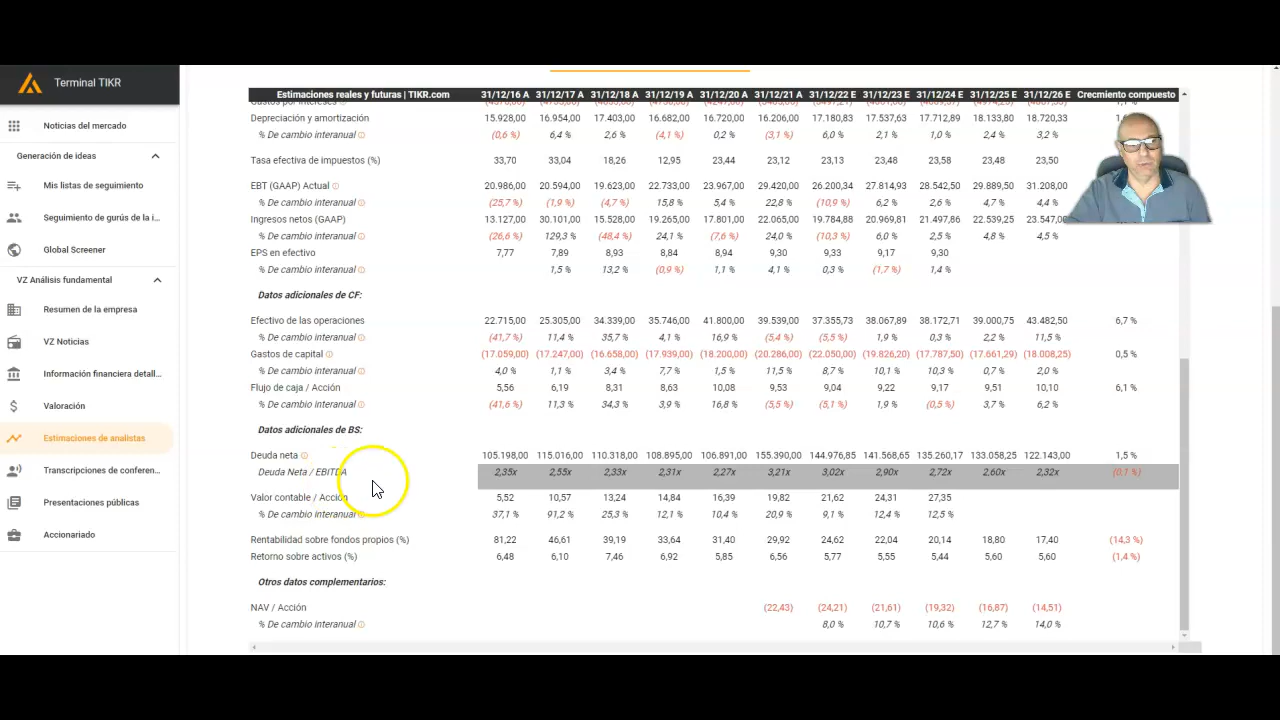 Terminal TIKR
Noticias del mercado
Generación de ideas
Mis listas de seguimiento
Seguimiento de gurús de la i...
Global Screener
VZ Análisis fundamental
Resumen de la empresa
VZ Noticias
Información financiera detall...
Valoración
Estimaciones de analistas
Transcripciones de conferen...
Presentaciones públicas
Accionariado
Estimaciones reales y futuras | TIKR.com 31/12/16 A 31/12/17 A 31/12/18 A 31/12/19 A 31/12/20 A 31/12/21 A 31/12/22 E 31/12/23 E 31/12/24 E 31/12/25 E 31/12/26 E Crecmiento compuesto
Gastos por intereses
Depreciación y amortización 15.928,00 16.954,00 17.403,00 16.682,00 16.720,00 16.206,00 17.180,83 17.537,63 17.712,89 18.133,80 18.720,33
% De cambio interanual (0,6 %) 6,4 % 2,6 % (4,1 %) 0,2 % (3,1 %) 6,0 % 2,1 % 1,0 % 2,4 % 3,2 %
Tasa efectiva de impuestos (%) 33,70 33,04 18,26 12,95 23,44 23,12 23,13 23,48 23,58 23,48 23,50
EBT (GAAP) Actual 20.986,00 20.594,00 19.623,00 22.733,00 23.967,00 29.420,00 26.200,34 27.814,93 28.542,50 29.889,50 31.208,00
% De cambio interanual (25,7 %) (1,9 %) (4,7 %) 15,8 % 5,4 % 22,8 % (10,9 %) 6,2 % 2,6 % 4,7 % 4,4 %
Ingresos netos (GAAP) 13.127,00 30.101,00 15.528,00 19.265,00 17.801,00 22.065,00 19.784,88 20.969,81 21.497,86 22.539,25 23.547,00
% De cambio interanual (26,6 %) 129,3 % (48,4 %) 24,1 % (7,6 %) 24,0 % (10,3 %) 6,0 % 2,5 % 4,8 % 4,5 %
EPS en efectivo 7,77 7,89 8,93 8,84 8,94 9,30 9,33 9,17 9,30
% De cambio interanual 1,5 % 13,2 % (0,9 %) 1,1 % 4,1 % 0,3 % (1,7 %) 1,4 %
Datos adicionales de CF:
Efectivo de las operaciones 22.715,00 25.305,00 34.339,00 35.746,00 41.800,00 39.539,00 37.355,73 38.067,89 38.172,71 39.000,75 43.482,50 6,7 %
% De cambio interanual (41,7 %) 11,4 % 35,7 % 4,1 % 16,9 % (5,4 %) (5,5 %) 1,9 % 0,3 % 2,2 % 11,5 %
Gastos de capital (17.059,00) (17.247,00) (16.658,00) (17.939,00) (18.200,00) (20.286,00) (22.050,00) (19.826,20) (17.787,50) (17.661,29) (18.008,25) 0,5 %
% De cambio interanual 4,0 % 1,1 % 3,4 % 7,7 % 1,5 % 11,5 % 8,7 % 10,1 % 10,3 % 0,7 % 2,0 %
Flujo de caja / Acción 5,56 6,19 8,31 8,63 10,08 9,53 9,04 9,22 9,17 9,51 10,10 6,1 %
% De cambio interanual (41,6 %) 11,3 % 34,3 % 3,9 % 16,8 % (5,5 %) (5,1 %) 1,9 % (0,5 %) 3,7 % 6,2 %
Datos adicionales de BS:
Deuda neta 105.198,00 115.016,00 110.318,00 108.895,00 106.891,00 155.390,00 144.976,85 141.568,65 135.260,17 133.058,25 122.143,00 1,5 %
Deuda Neta / EBITDA 2,35x 2,55x 2,33x 2,31x 2,27x 3,21x 3,02x 2,90x 2,72x 2,60x 2,32x (0,1 %)
Valor contable / Acción 5,52 10,57 13,24 14,84 16,39 19,82 21,62 24,31 27,35
% De cambio interanual 37,1 % 91,2 % 25,3 % 12,1 % 10,4 % 20,9 % 9,1 % 12,4 % 12,5 %
Rentabilidad sobre fondos propios (%) 81,22 46,61 39,19 33,64 31,40 29,92 24,62 22,04 20,14 18,80 17,40 (14,3 %)
Retorno sobre activos (%) 6,48 6,10 7,46 6,92 5,85 6,56 5,77 5,55 5,44 5,60 5,60 (1,4 %)
Otros datos complementarios:
NAV / Acción (22,43) (24,21) (21,61) (19,32) (16,87) (14,51)
% De cambio interanual 8,0 % 10,7 % 10,6 % 12,7 % 14,0 %